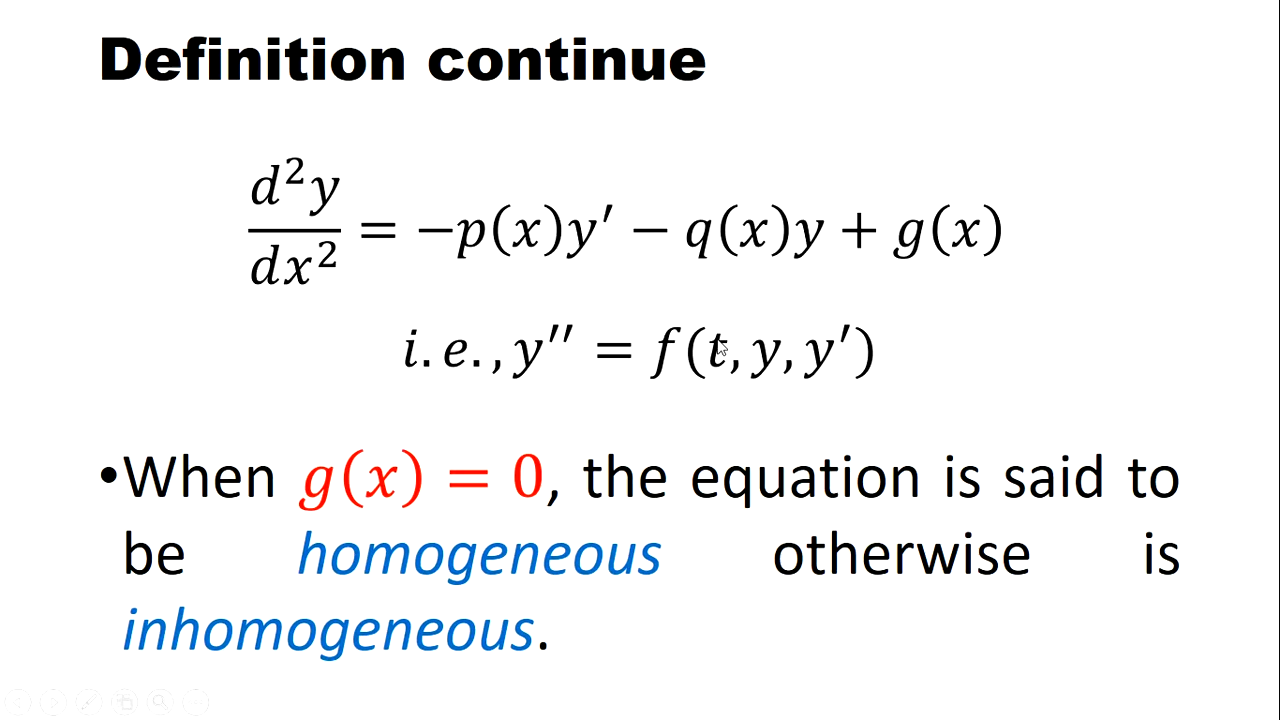 Definition continue
d²y/dx² = −p(x)y′ − q(x)y + g(x)
i.e., y′′ = f(t, y, y′)
•When g(x) = 0, the equation is said to
be homogeneous otherwise is
inhomogeneous.